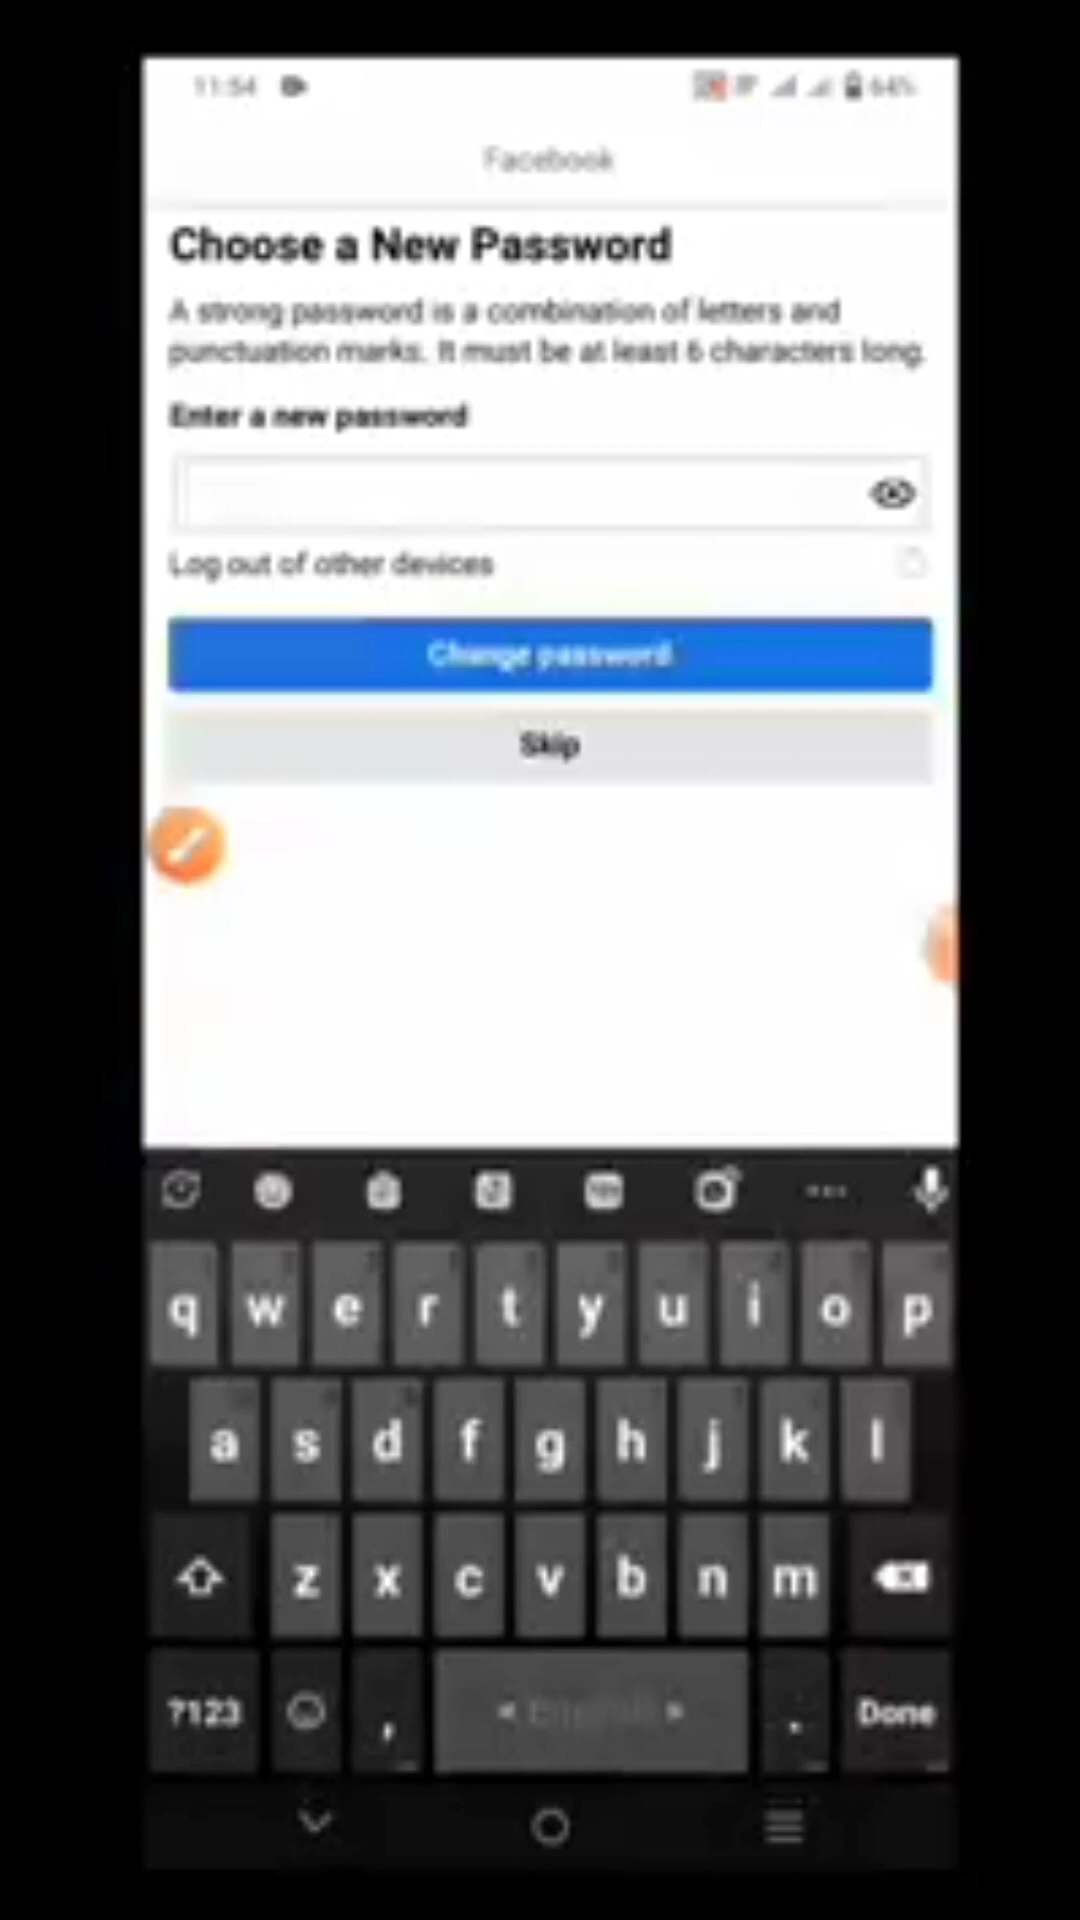 11:54
64%
Facebook
Choose a New Password
A strong password is a combination of letters and
punctuation marks. It must be at least 6 characters long.
Enter a new password
Log out of other devices
Change password
Skip
q w e r t y u i o p
a s d f g h j k l
z x c v b n m
?123 , . Done